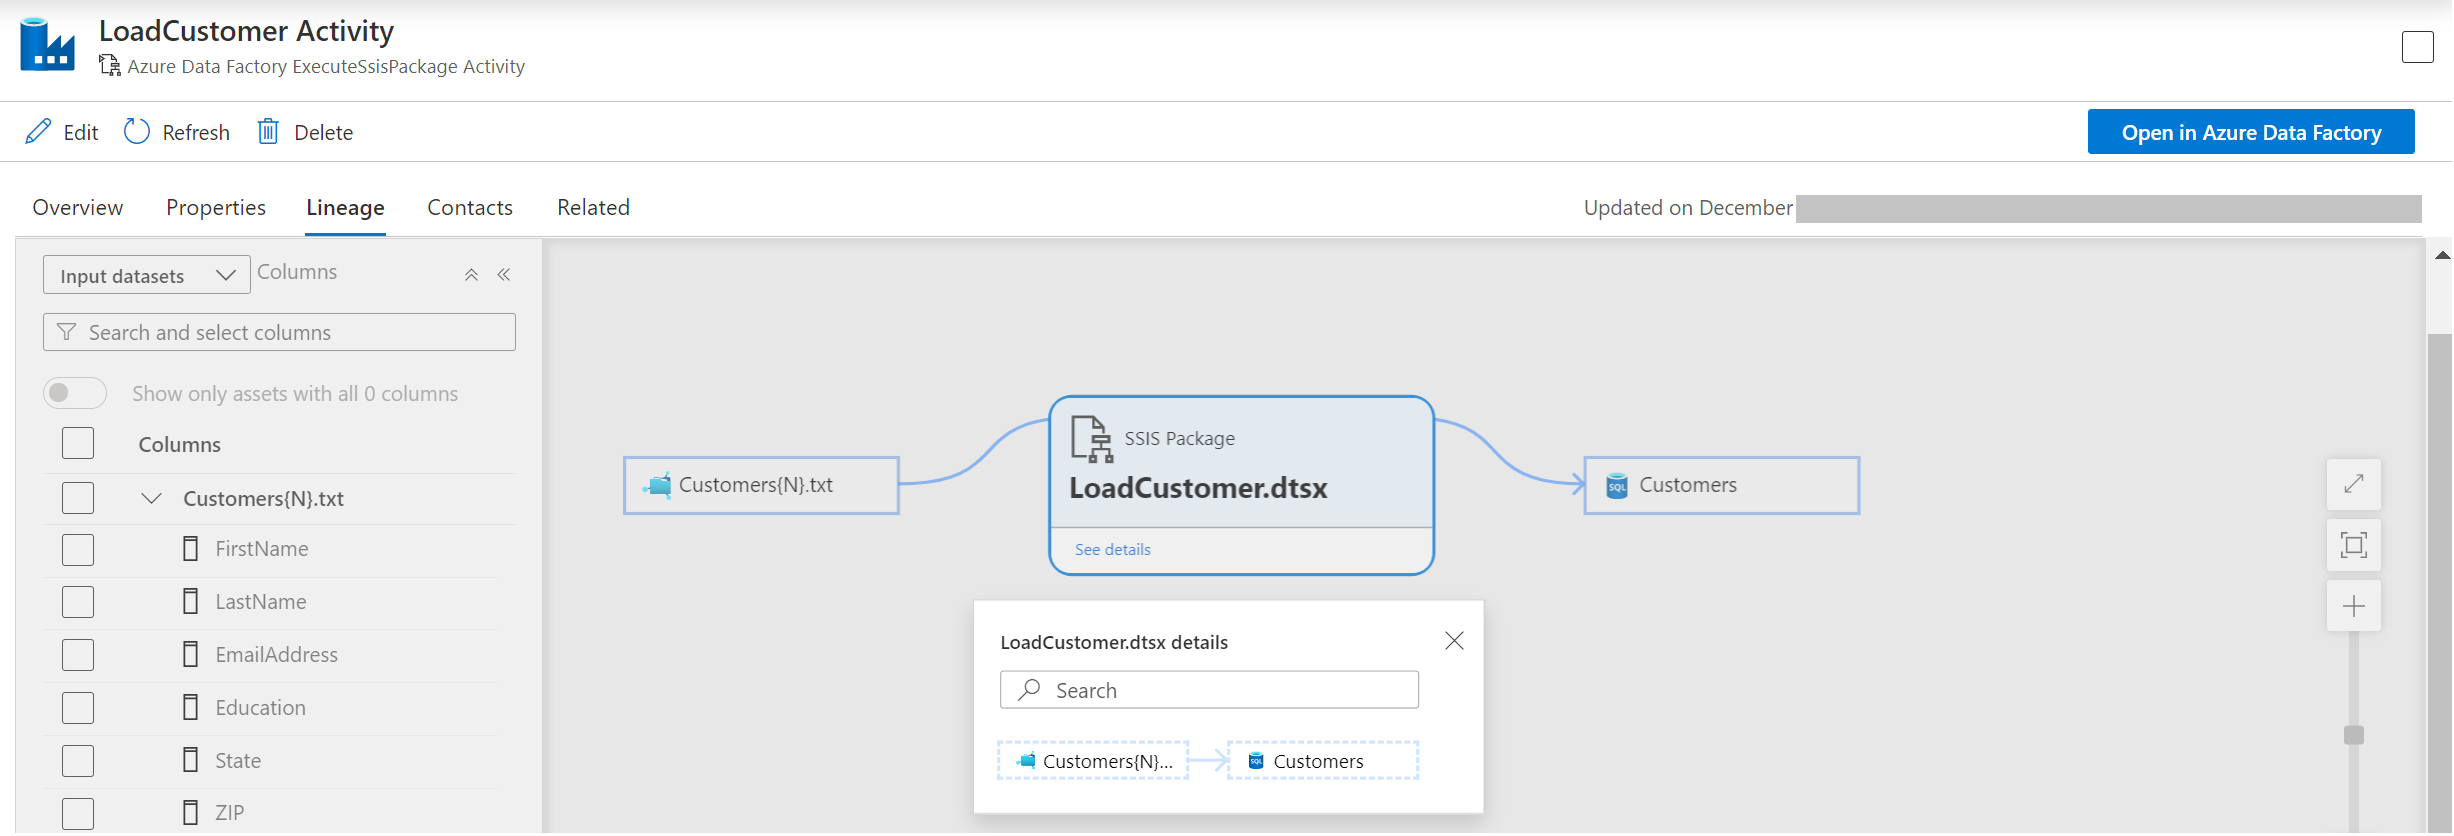 LoadCustomer Activity
Azure Data Factory ExecuteSsisPackage Activity
Edit Refresh Delete
Open in Azure Data Factory
Overview Properties Lineage Contacts Related
Updated on December
Input datasets Columns
Search and select columns
Show only assets with all 0 columns
Columns
Customers{N}.txt
FirstName
LastName
EmailAddress
Education
State
ZIP
Customers{N}.txt
SSIS Package
LoadCustomer.dtsx
See details
SQL Customers
LoadCustomer.dtsx details
Search
Customers{N}...
SQL Customers